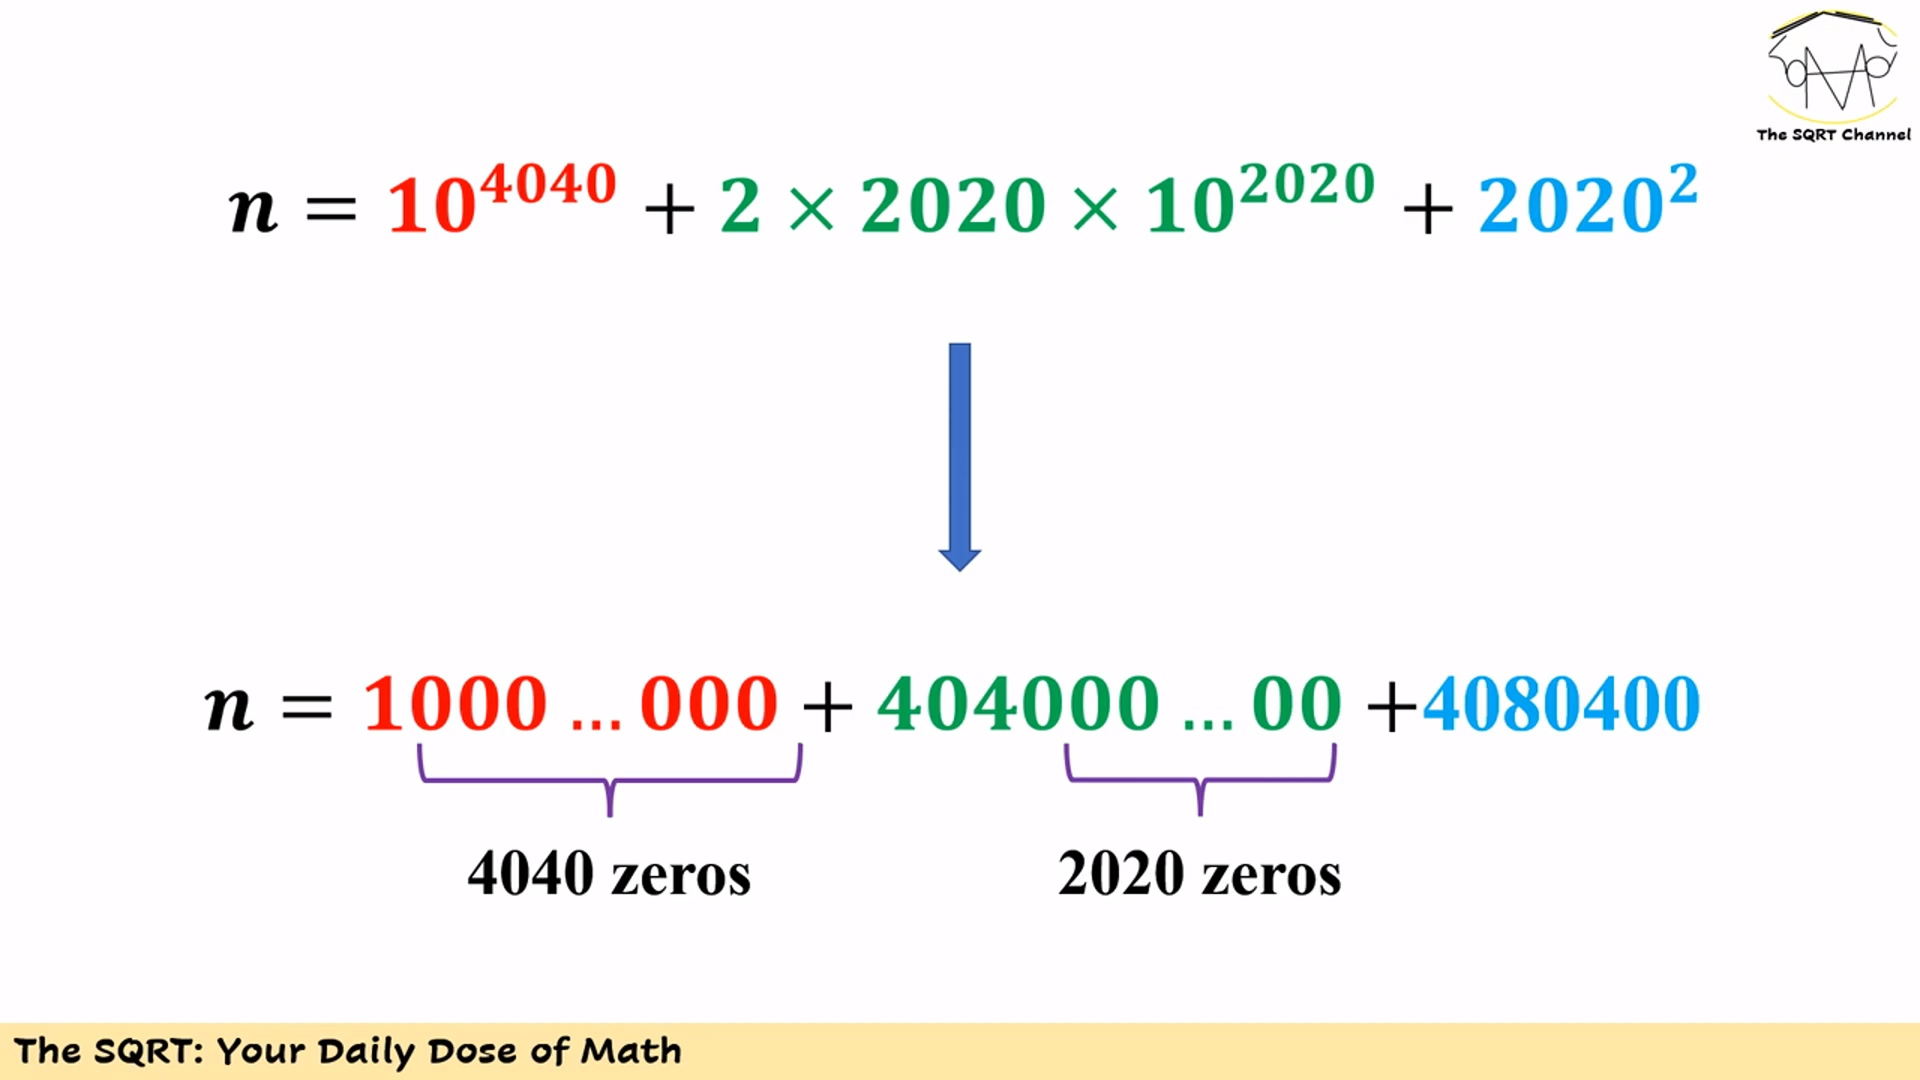 The SQRT Channel
n = 10^4040 + 2 × 2020 × 10^2020 + 2020^2
n = 1000 ... 000 + 404000 ... 00 +4080400
4040 zeros 2020 zeros
The SQRT: Your Daily Dose of Math